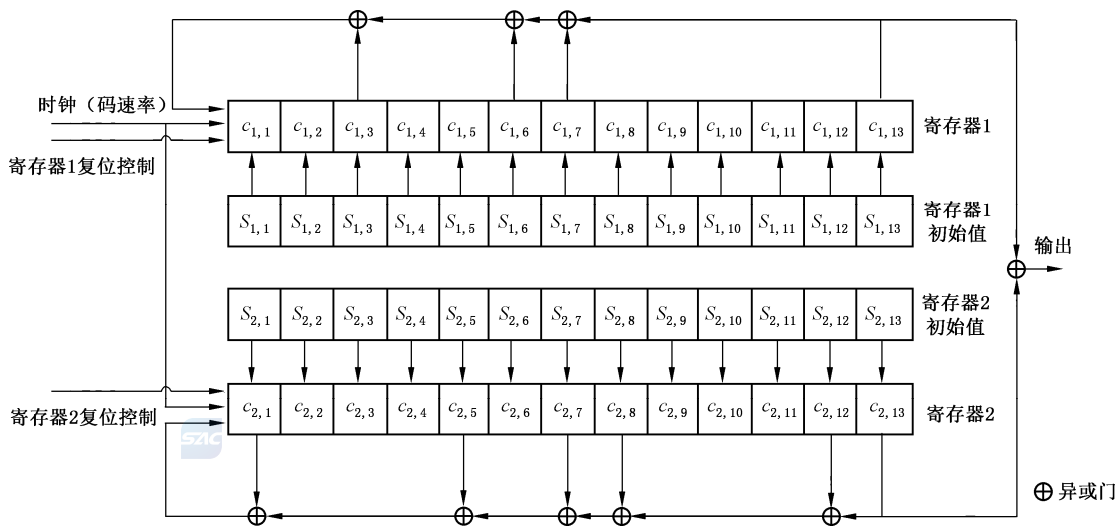 时钟（码速率）
寄存器1复位控制
c1,1 c1,2 c1,3 c1,4 c1,5 c1,6 c1,7 c1,8 c1,9 c1,10 c1,11 c1,12 c1,13
寄存器1
S1,1 S1,2 S1,3 S1,4 S1,5 S1,6 S1,7 S1,8 S1,9 S1,10 S1,11 S1,12 S1,13
寄存器1
初始值
输出
S2,1 S2,2 S2,3 S2,4 S2,5 S2,6 S2,7 S2,8 S2,9 S2,10 S2,11 S2,12 S2,13
寄存器2
初始值
c2,1 c2,2 c2,3 c2,4 c2,5 c2,6 c2,7 c2,8 c2,9 c2,10 c2,11 c2,12 c2,13
寄存器2
寄存器2复位控制
SAC
⊕异或门